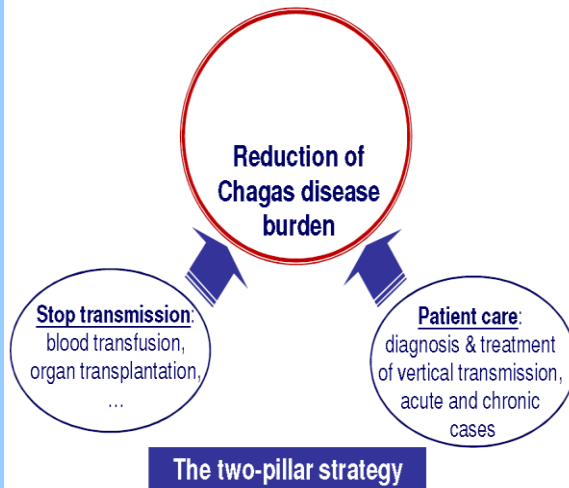 Reduction of
Chagas disease
burden
Stop transmission:
blood transfusion,
organ transplantation,
...
Patient care:
diagnosis & treatment
of vertical transmission,
acute and chronic
cases
The two-pillar strategy